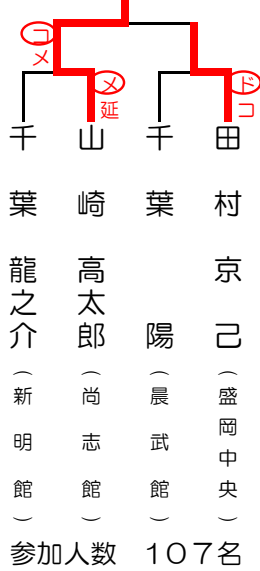 コ
メ
メ
延
ド
コ
田村京己（盛岡中央）
千葉陽（晨武館）
山崎高太郎（尚志館）
千葉龍之介（新明館）
参加人数　１０７名